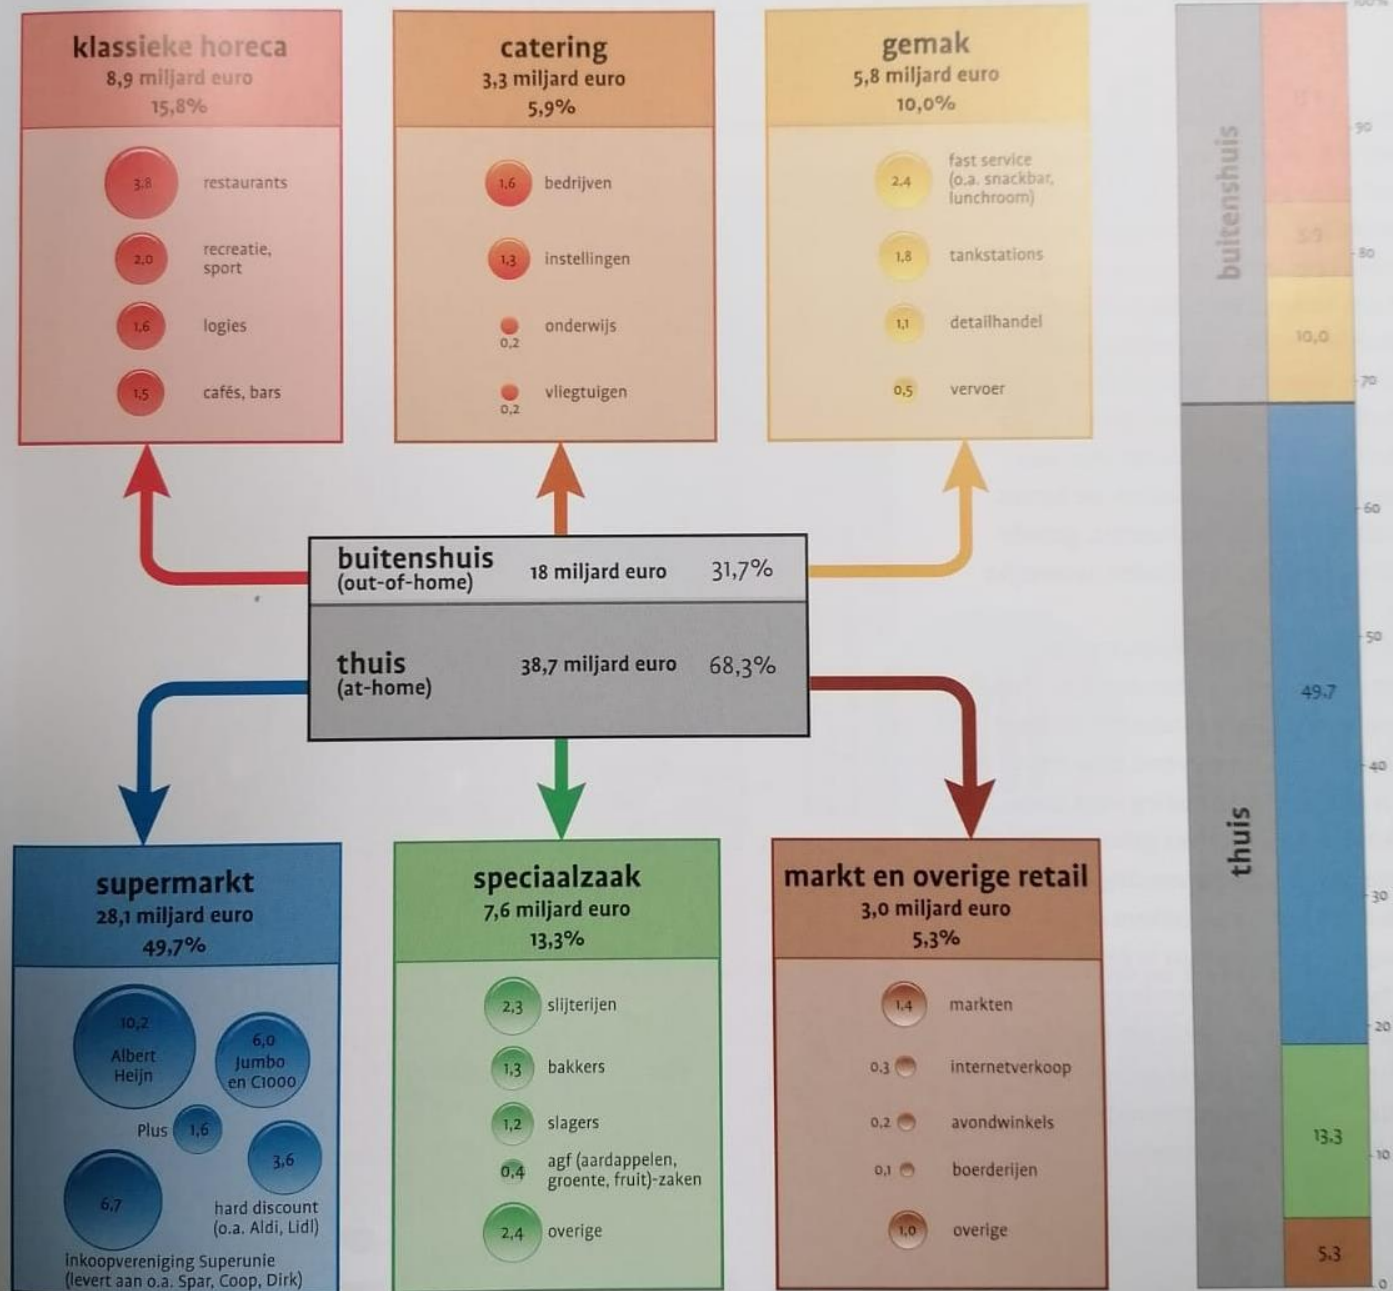 klassieke horeca
8,9 miljard euro
15,8%
3,8 restaurants
2,0 recreatie,
sport
1,6 logies
1,5 cafés, bars
catering
3,3 miljard euro
5,9%
1,6 bedrijven
1,3 instellingen
onderwijs
0,2
vliegtuigen
0,2
gemak
5,8 miljard euro
10,0%
fast service
2,4 (o.a. snackbar,
lunchroom)
1,8 tankstations
1,1 detailhandel
0,5 vervoer
buitenshuis
(out-of-home)
18 miljard euro 31,7%
thuis
(at-home)
38,7 miljard euro 68,3%
supermarkt
28,1 miljard euro
49,7%
10,2
Albert
Heijn
6,0
Jumbo
en C1000
Plus 1,6
3,6
hard discount
(o.a. Aldi, Lidl)
6,7
inkoopvereniging Superunie
(levert aan o.a. Spar, Coop, Dirk)
speciaalzaak
7,6 miljard euro
13,3%
2,3 slijterijen
1,3 bakkers
1,2 slagers
0,4 agf (aardappelen,
groente, fruit)-zaken
2,4 overige
markt en overige retail
3,0 miljard euro
5,3%
1,4 markten
0,3 internetverkoop
0,2 avondwinkels
0,1 boerderijen
1,0 overige
buitenshuis
thuis
5,9
10,0
49,7
13,3
5,3
100%
90
80
70
60
50
40
30
20
10
0